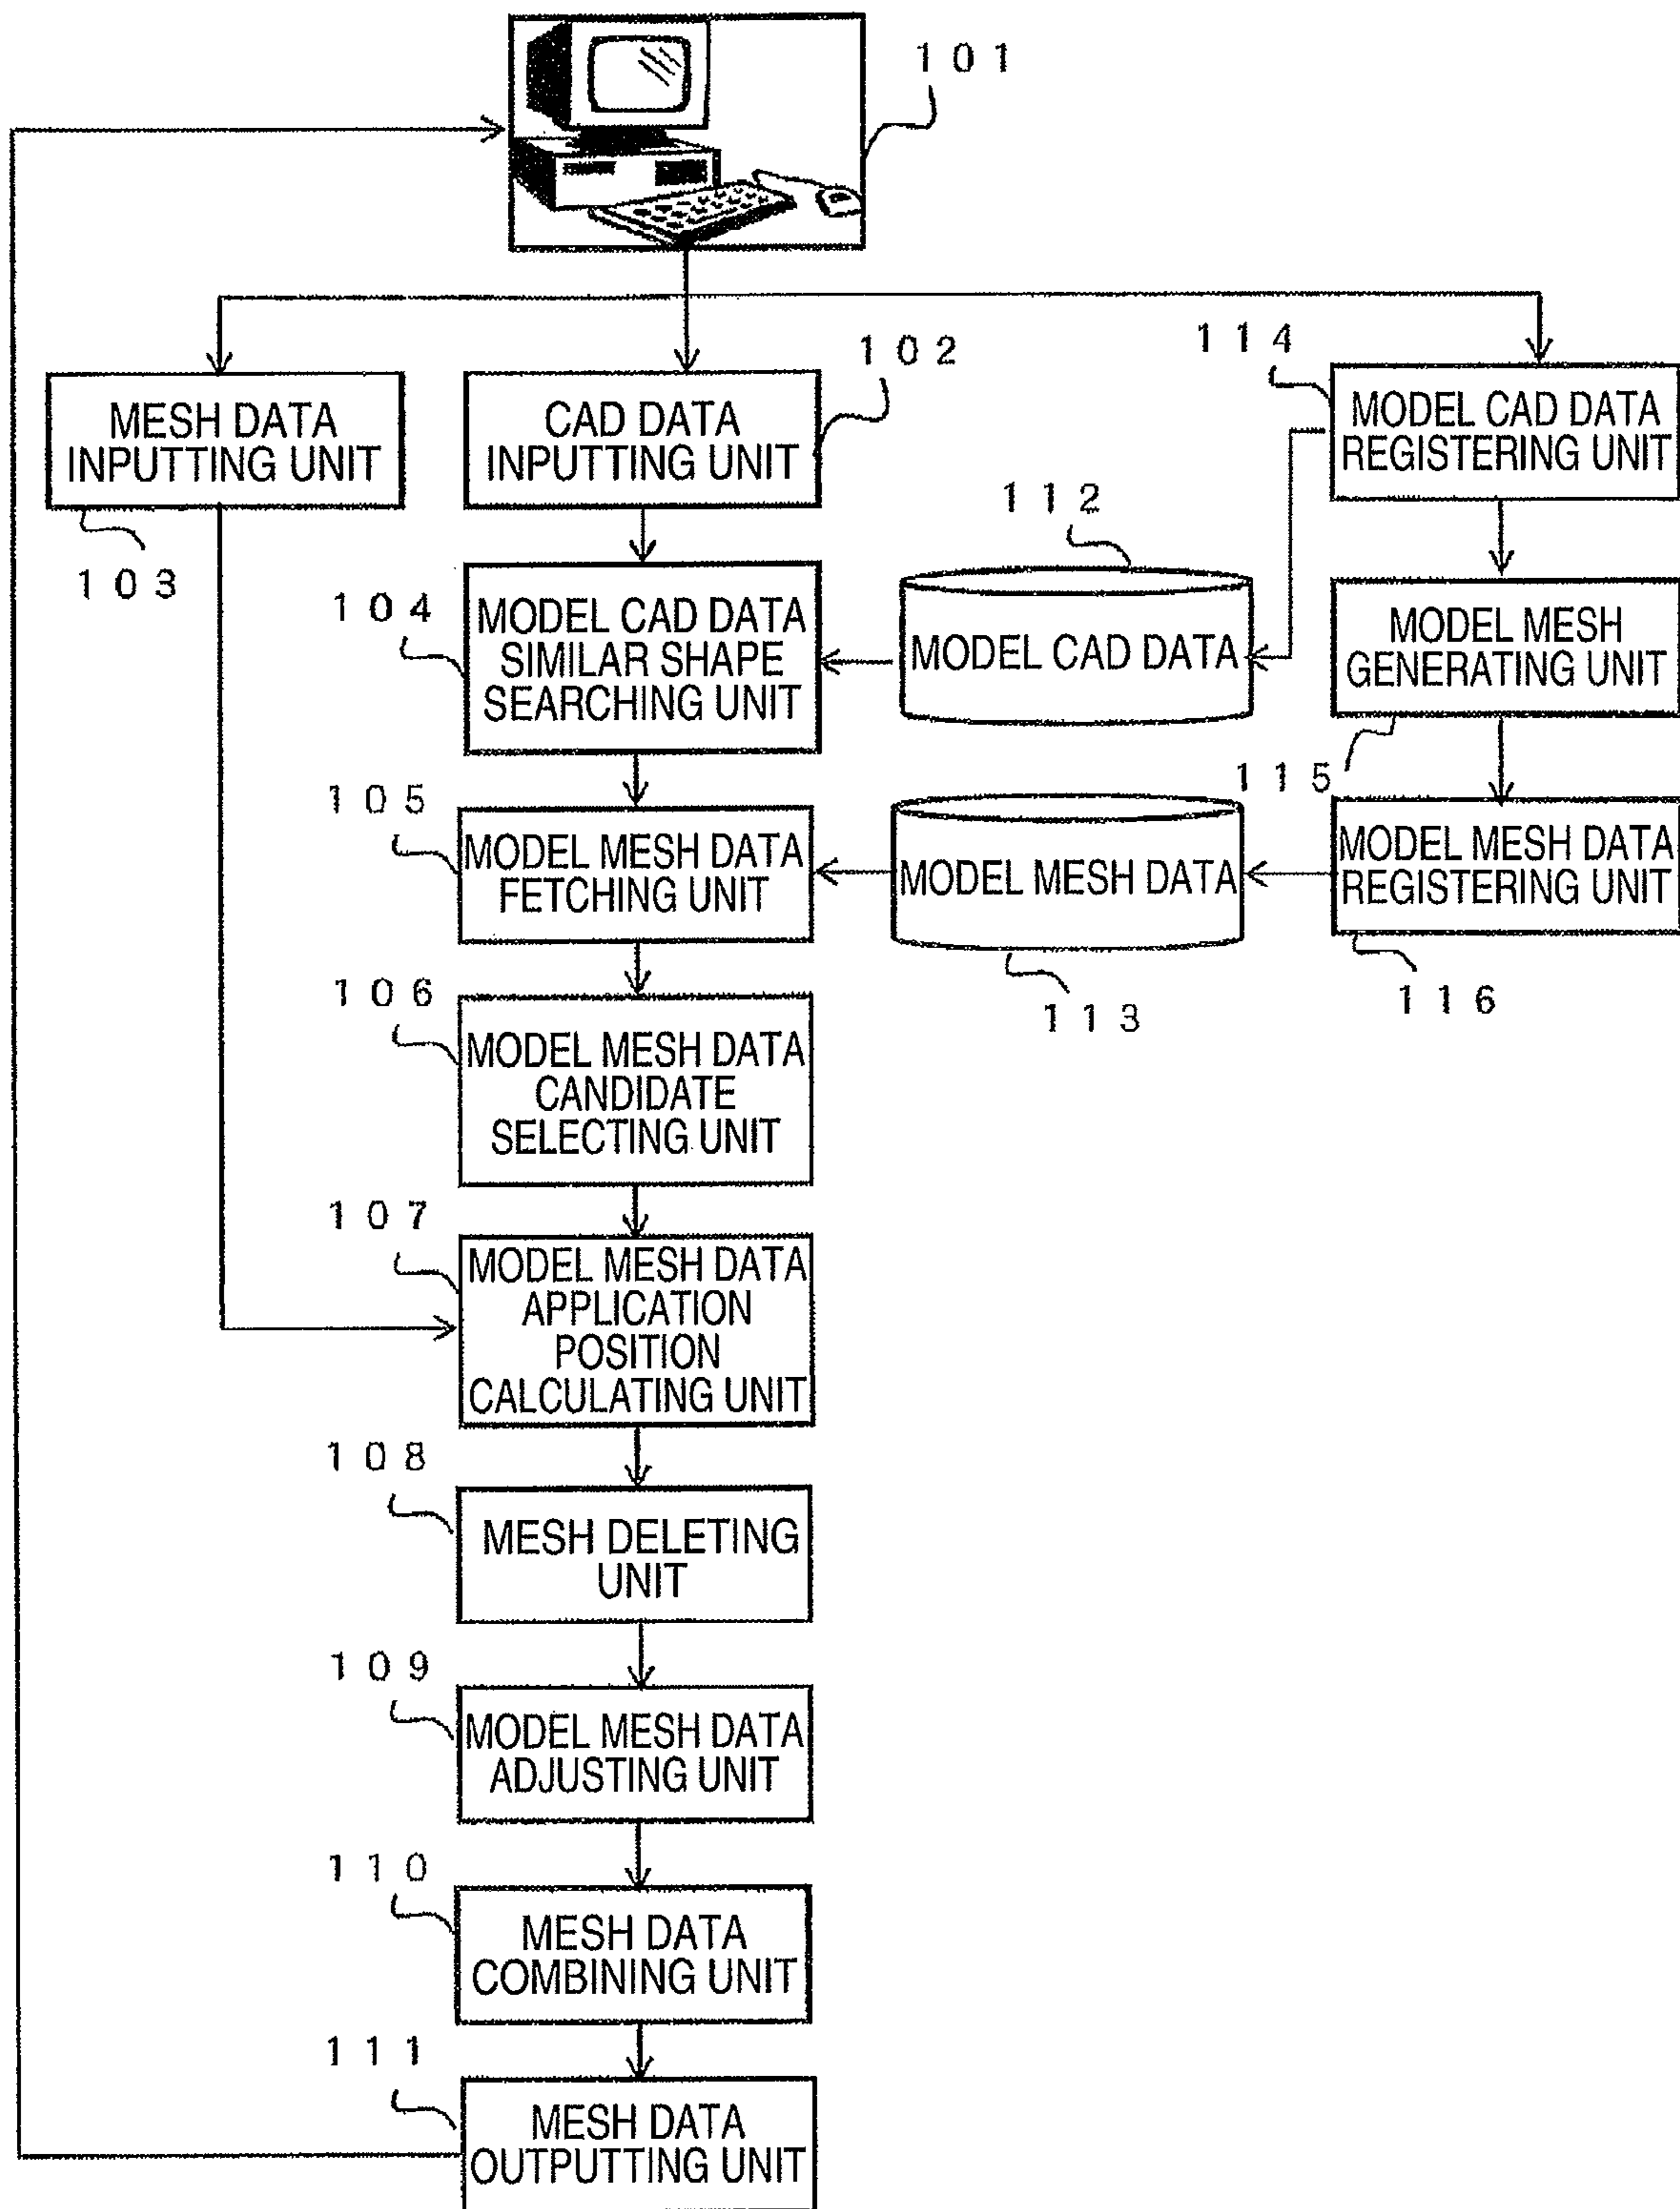 101
102
114
MESH DATA
INPUTTING UNIT
CAD DATA
INPUTTING UNIT
MODEL CAD DATA
REGISTERING UNIT
103
112
104
MODEL CAD DATA
SIMILAR SHAPE
SEARCHING UNIT
MODEL CAD DATA
MODEL MESH
GENERATING UNIT
115
105
MODEL MESH DATA
FETCHING UNIT
MODEL MESH DATA
MODEL MESH DATA
REGISTERING UNIT
113
116
106
MODEL MESH DATA
CANDIDATE
SELECTING UNIT
107
MODEL MESH DATA
APPLICATION
POSITION
CALCULATING UNIT
108
MESH DELETING
UNIT
109
MODEL MESH DATA
ADJUSTING UNIT
110
MESH DATA
COMBINING UNIT
111
MESH DATA
OUTPUTTING UNIT